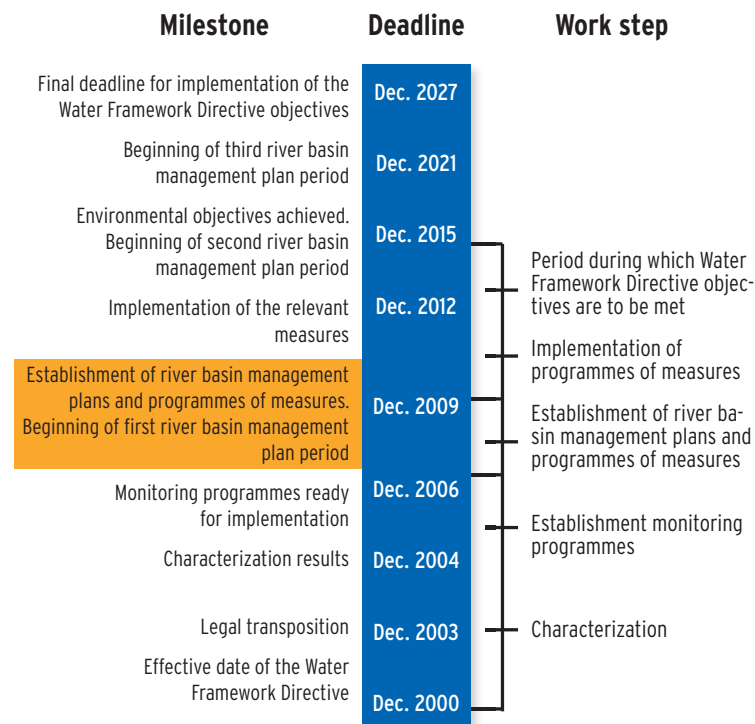 Milestone
Deadline
Work step
Final deadline for implementation of the
Water Framework Directive objectives
Dec. 2027
Beginning of third river basin
management plan period
Dec. 2021
Environmental objectives achieved.
Beginning of second river basin
management plan period
Dec. 2015
Period during which Water
Framework Directive objec-
tives are to be met
Implementation of the relevant
measures
Dec. 2012
Implementation of
programmes of measures
Establishment of river basin management
plans and programmes of measures.
Beginning of first river basin management
plan period
Dec. 2009
Establishment of river ba-
sin management plans and
programmes of measures
Monitoring programmes ready
for implementation
Dec. 2006
Establishment monitoring
programmes
Characterization results
Dec. 2004
Legal transposition
Dec. 2003
Characterization
Effective date of the Water
Framework Directive
Dec. 2000